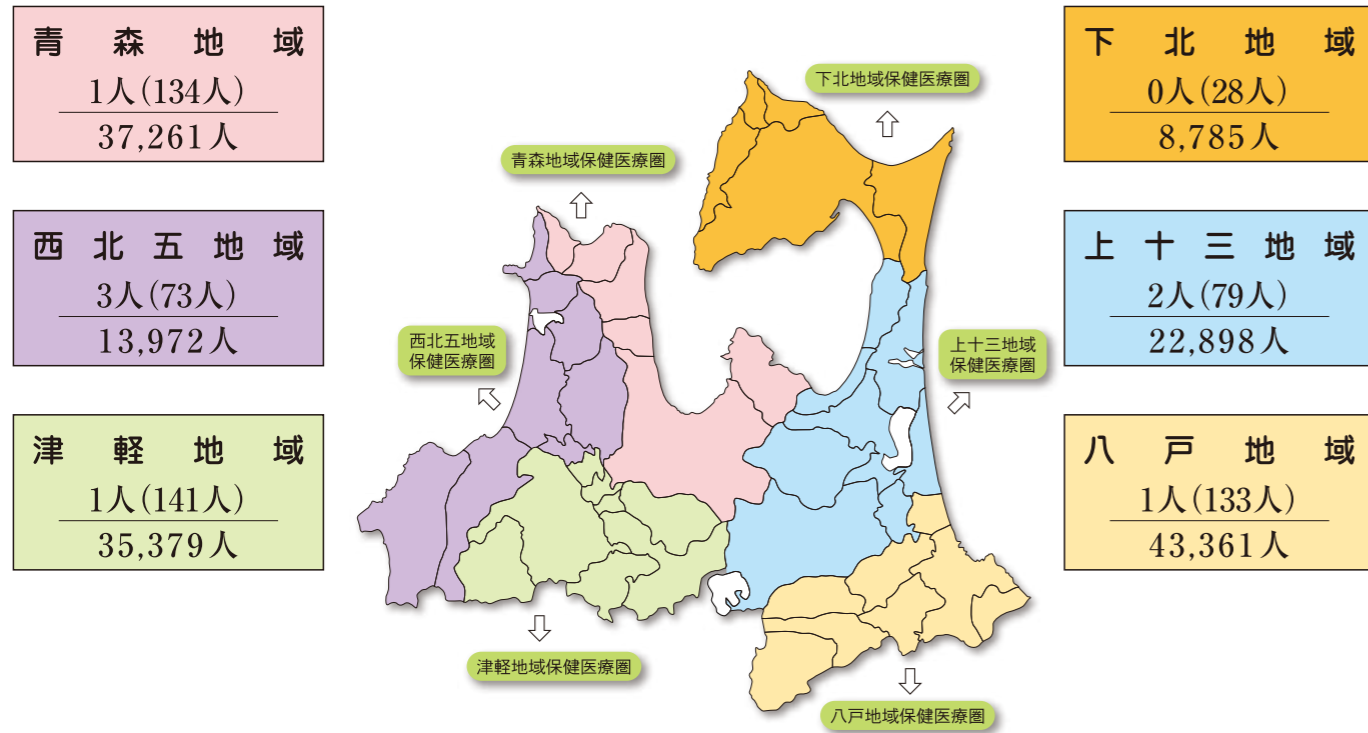 青森地域
1人(134人)
37,261人
西北五地域
3人(73人)
13,972人
津軽地域
1人(141人)
35,379人
下北地域保健医療圏
青森地域保健医療圏
西北五地域
保健医療圏
上十三地域
保健医療圏
津軽地域保健医療圏
八戸地域保健医療圏
下北地域
0人(28人)
8,785人
上十三地域
2人(79人)
22,898人
八戸地域
1人(133人)
43,361人